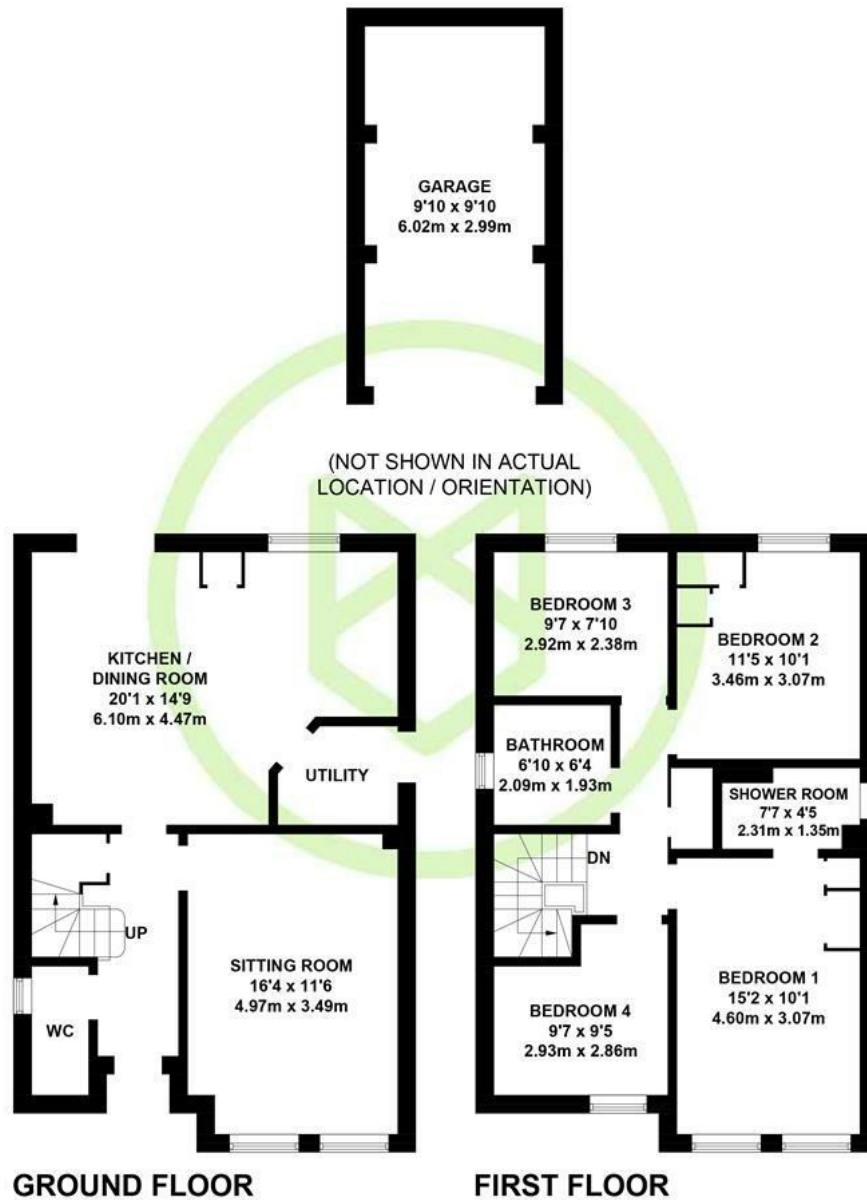 GARAGE
9'10 x 9'10
6.02m x 2.99m
(NOT SHOWN IN ACTUAL
LOCATION / ORIENTATION)
KITCHEN /
DINING ROOM
20'1 x 14'9
6.10m x 4.47m
UTILITY
UP
SITTING ROOM
16'4 x 11'6
4.97m x 3.49m
WC
GROUND FLOOR
BEDROOM 3
9'7 x 7'10
2.92m x 2.38m
BEDROOM 2
11'5 x 10'1
3.46m x 3.07m
BATHROOM
6'10 x 6'4
2.09m x 1.93m
SHOWER ROOM
7'7 x 4'5
2.31m x 1.35m
DN
BEDROOM 1
15'2 x 10'1
4.60m x 3.07m
BEDROOM 4
9'7 x 9'5
2.93m x 2.86m
FIRST FLOOR